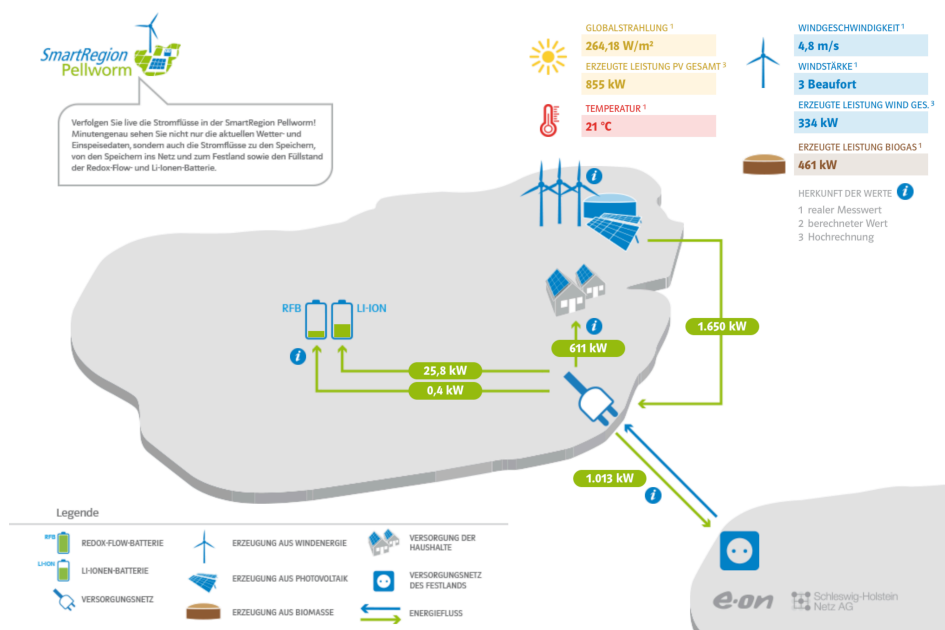 SmartRegion
Pellworm
Verfolgen Sie live die Stromflüsse in der SmartRegion Pellworm!
Minutengenau sehen Sie nicht nur die aktuellen Wetter- und
Einspeisedaten, sondern auch die Stromflüsse zu den Speichern,
von den Speichern ins Netz und zum Festland sowie den Füllstand
der Redox-Flow- und Li-Ionen-Batterie.
GLOBALSTRAHLUNG ¹
264,18 W/m²
ERZEUGTE LEISTUNG PV GESAMT ³
855 kW
TEMPERATUR ¹
21 °C
WINDGESCHWINDIGKEIT ¹
4,8 m/s
WINDSTÄRKE ¹
3 Beaufort
ERZEUGTE LEISTUNG WIND GES. ³
334 kW
ERZEUGTE LEISTUNG BIOGAS ¹
461 kW
HERKUNFT DER WERTE i
1 realer Messwert
2 berechneter Wert
3 Hochrechnung
i
RFB
LI-ION
i
i
611 kW
1.650 kW
25,8 kW
0,4 kW
1.013 kW
i
Legende
RFB
REDOX-FLOW-BATTERIE
LI-ION
LI-IONEN-BATTERIE
VERSORGUNGSNETZ
ERZEUGUNG AUS WINDENERGIE
ERZEUGUNG AUS PHOTOVOLTAIK
ERZEUGUNG AUS BIOMASSE
VERSORGUNG DER
HAUSHALTE
VERSORGUNGSNETZ
DES FESTLANDS
ENERGIEFLUSS
e·on
Schleswig-Holstein
Netz AG